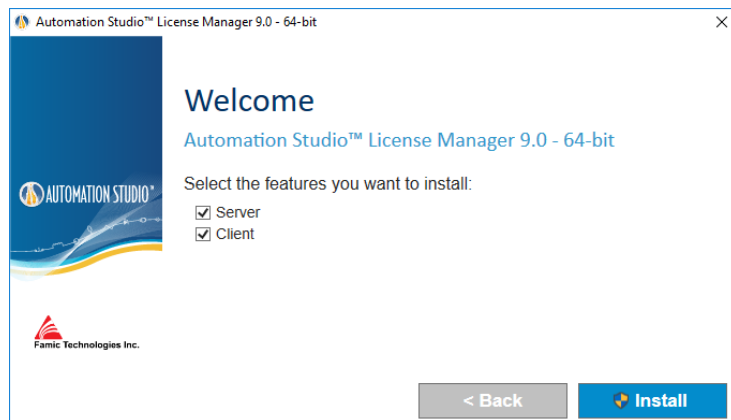 Automation Studio™ License Manager 9.0 - 64-bit
Welcome
Automation Studio™ License Manager 9.0 - 64-bit
AUTOMATION STUDIO™
Select the features you want to install:
Server
Client
Famic Technologies Inc.
< Back
Install